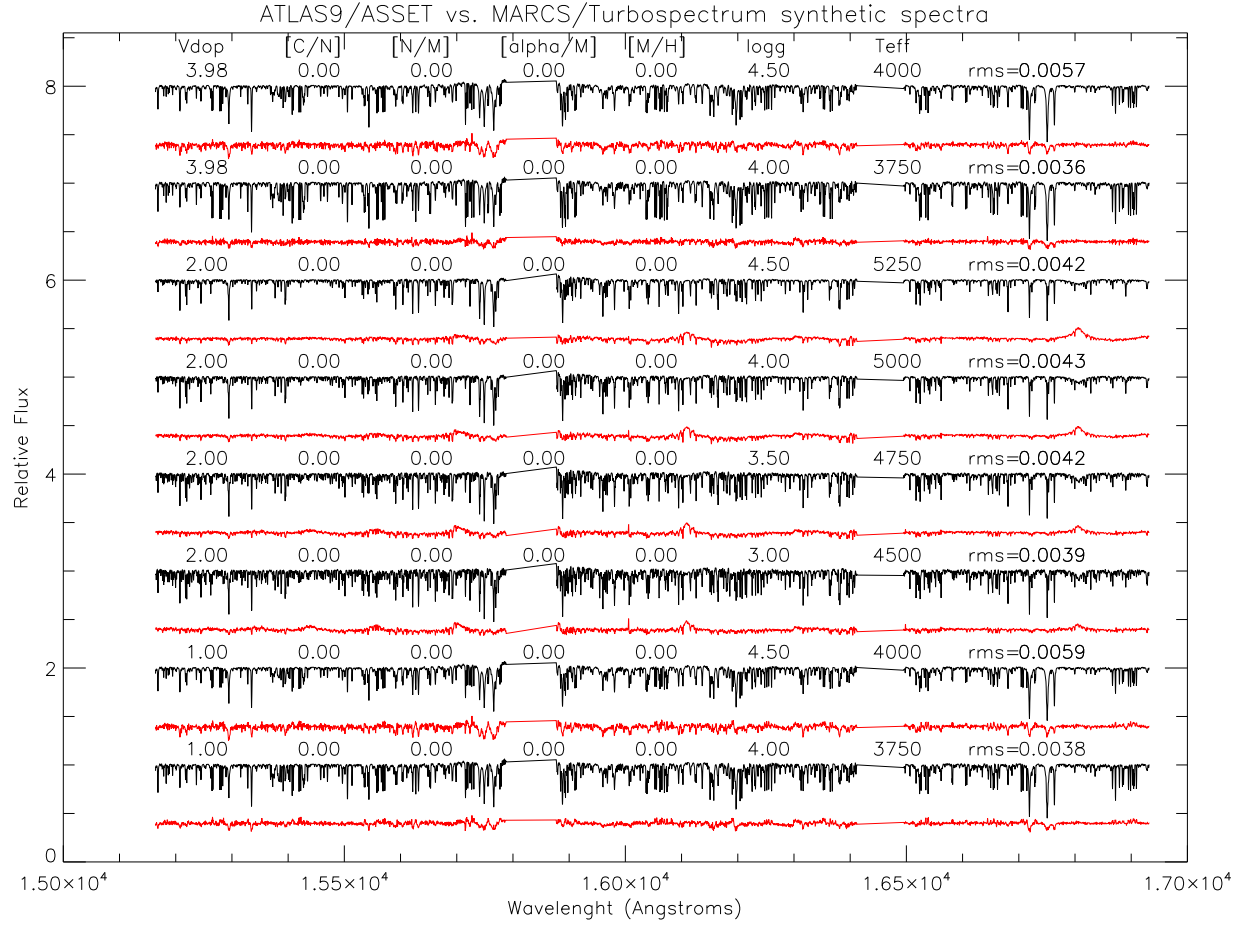 ATLAS9/ASSET vs. MARCS/Turbospectrum synthetic spectra
Vdop [C/N] [N/M] [alpha/M] [M/H] logg Teff
8 3.98 0.00 0.00 0.00 0.00 4.50 4000 rms=0.0057
3.98 0.00 0.00 0.00 0.00 4.00 3750 rms=0.0036
6 2.00 0.00 0.00 0.00 0.00 4.50 5250 rms=0.0042
2.00 0.00 0.00 0.00 0.00 4.00 5000 rms=0.0043
Relative Flux
4 2.00 0.00 0.00 0.00 0.00 3.50 4750 rms=0.0042
2.00 0.00 0.00 0.00 0.00 3.00 4500 rms=0.0039
2 1.00 0.00 0.00 0.00 0.00 4.50 4000 rms=0.0059
1.00 0.00 0.00 0.00 0.00 4.00 3750 rms=0.0038
0
1.50×10⁴ 1.55×10⁴ 1.60×10⁴ 1.65×10⁴ 1.70×10⁴
Wavelenght (Angstroms)